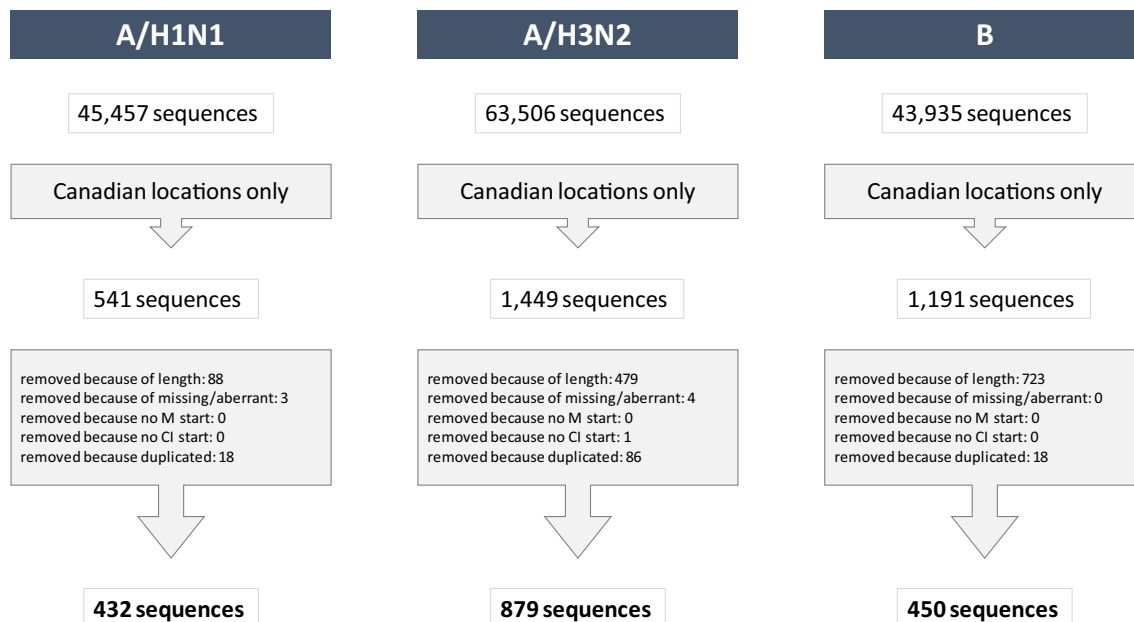 A/H1N1
45,457 sequences
Canadian locations only
541 sequences
removed because of length: 88
removed because of missing/aberrant: 3
removed because no M start: 0
removed because no CI start: 0
removed because duplicated: 18
432 sequences
A/H3N2
63,506 sequences
Canadian locations only
1,449 sequences
removed because of length: 479
removed because of missing/aberrant: 4
removed because no M start: 0
removed because no CI start: 1
removed because duplicated: 86
879 sequences
B
43,935 sequences
Canadian locations only
1,191 sequences
removed because of length: 723
removed because of missing/aberrant: 0
removed because no M start: 0
removed because no CI start: 0
removed because duplicated: 18
450 sequences